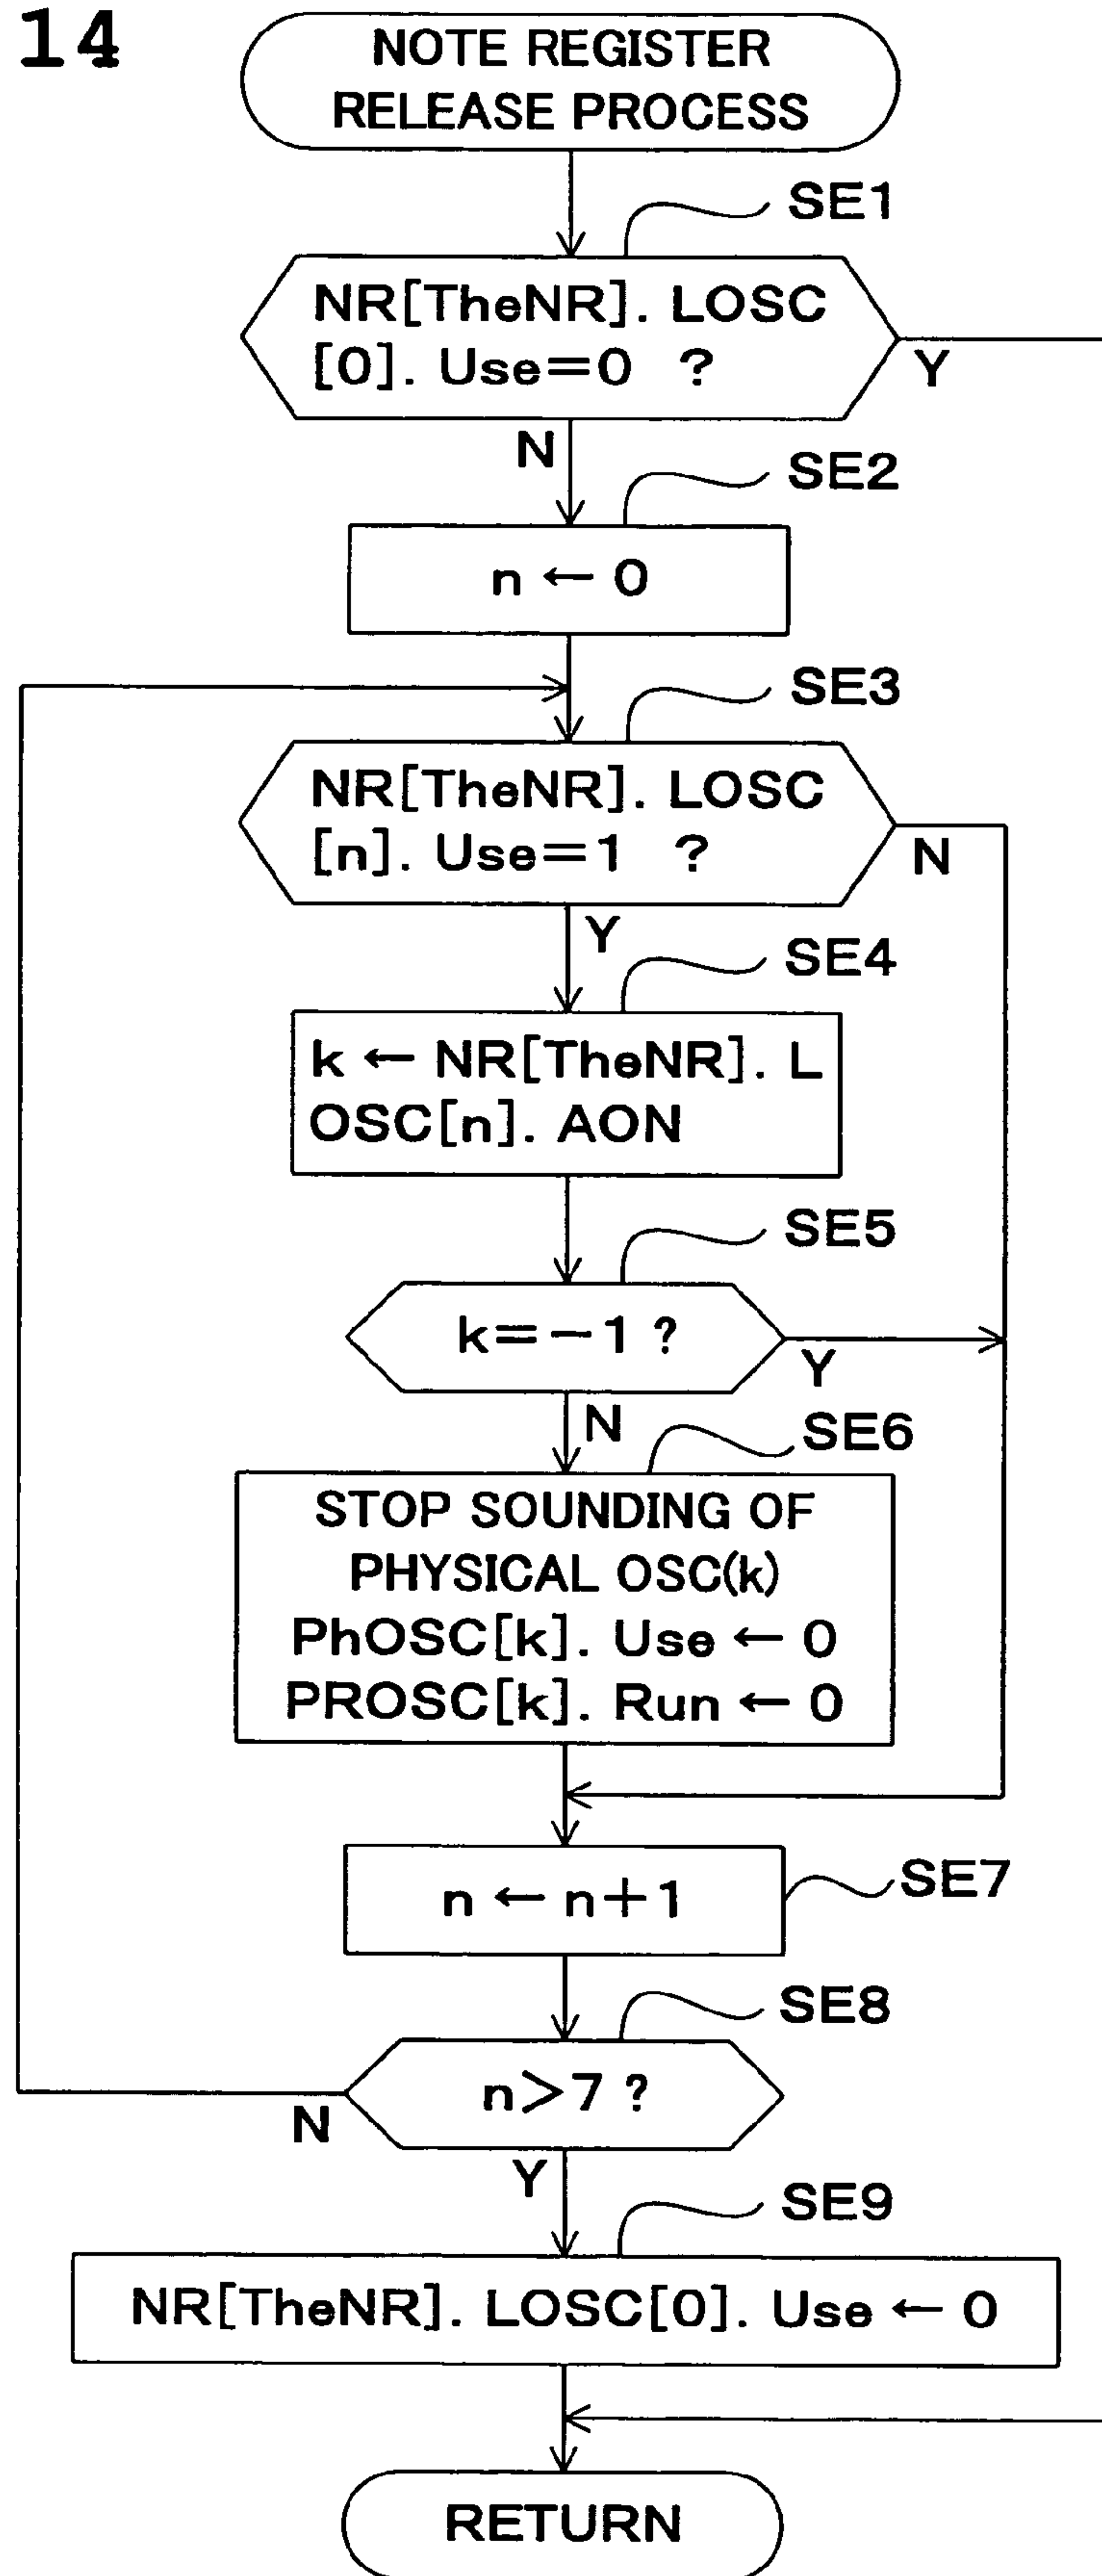 14
NOTE REGISTER
RELEASE PROCESS
SE1
NR[TheNR]. LOSC
[0]. Use=0 ?
Y
N
SE2
n ← 0
SE3
NR[TheNR]. LOSC
[n]. Use=1 ?
N
Y
SE4
k ← NR[TheNR]. L
OSC[n]. AON
SE5
k=−1 ?
Y
N
SE6
STOP SOUNDING OF
PHYSICAL OSC(k)
PhOSC[k]. Use ← 0
PROSC[k]. Run ← 0
n ← n+1
SE7
SE8
n>7 ?
N
Y
SE9
NR[TheNR]. LOSC[0]. Use ← 0
RETURN